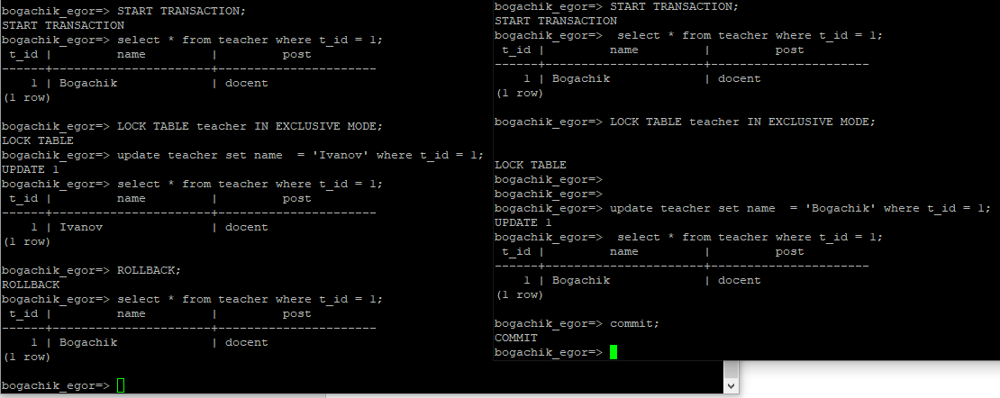 bogachik_egor=> START TRANSACTION;
START TRANSACTION
bogachik_egor=> select * from teacher where t_id = 1;
 t_id |         name         |         post
------+----------------------+----------------------
    1 | Bogachik             | docent
(1 row)
bogachik_egor=> LOCK TABLE teacher IN EXCLUSIVE MODE;
LOCK TABLE
bogachik_egor=> update teacher set name  = 'Ivanov' where t_id = 1;
UPDATE 1
bogachik_egor=> select * from teacher where t_id = 1;
 t_id |         name         |         post
------+----------------------+----------------------
    1 | Ivanov               | docent
(1 row)
bogachik_egor=> ROLLBACK;
ROLLBACK
bogachik_egor=> select * from teacher where t_id = 1;
 t_id |         name         |         post
------+----------------------+----------------------
    1 | Bogachik             | docent
(1 row)
bogachik_egor=>
bogachik_egor=> START TRANSACTION;
START TRANSACTION
bogachik_egor=>  select * from teacher where t_id = 1;
 t_id |         name         |         post
------+----------------------+----------------------
    1 | Bogachik             | docent
(1 row)
bogachik_egor=> LOCK TABLE teacher IN EXCLUSIVE MODE;
LOCK TABLE
bogachik_egor=>
bogachik_egor=>
bogachik_egor=> update teacher set name  = 'Bogachik' where t_id = 1;
UPDATE 1
bogachik_egor=>  select * from teacher where t_id = 1;
 t_id |         name         |         post
------+----------------------+----------------------
    1 | Bogachik             | docent
(1 row)
bogachik_egor=> commit;
COMMIT
bogachik_egor=>